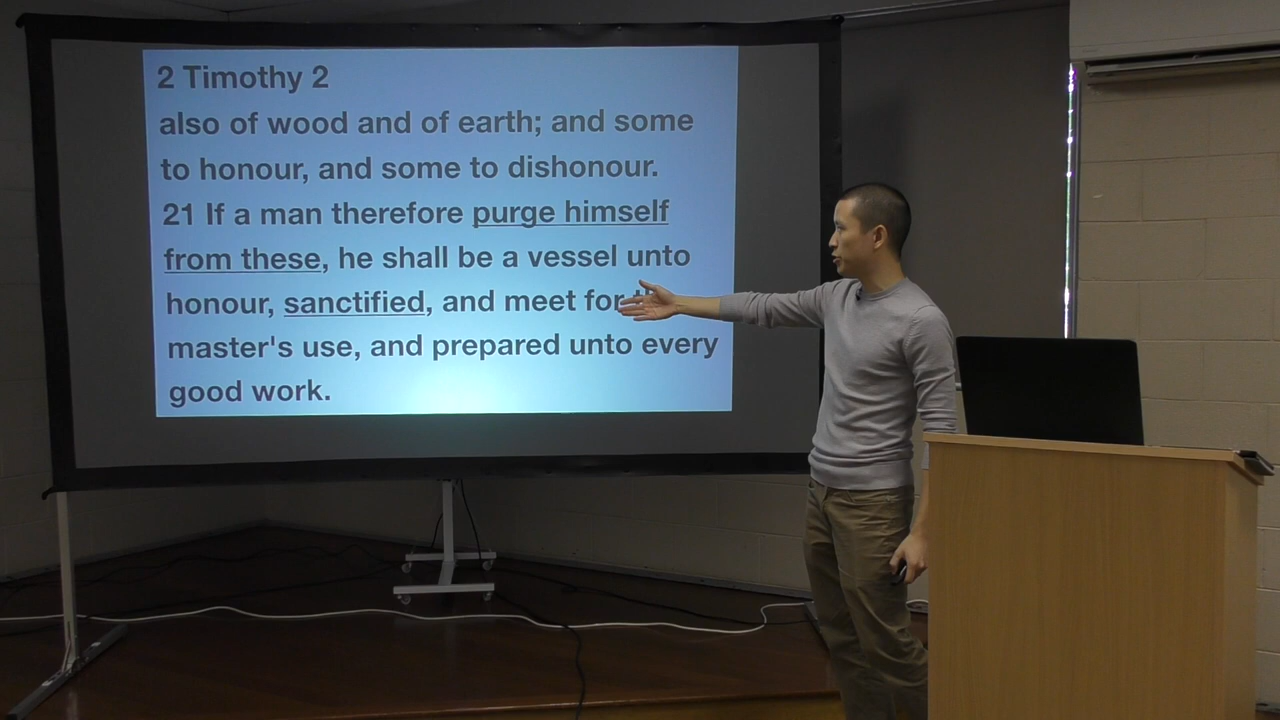 2 Timothy 2
also of wood and of earth; and some
to honour, and some to dishonour.
21 If a man therefore purge himself
from these, he shall be a vessel unto
honour, sanctified, and meet for
master's use, and prepared unto every
good work.